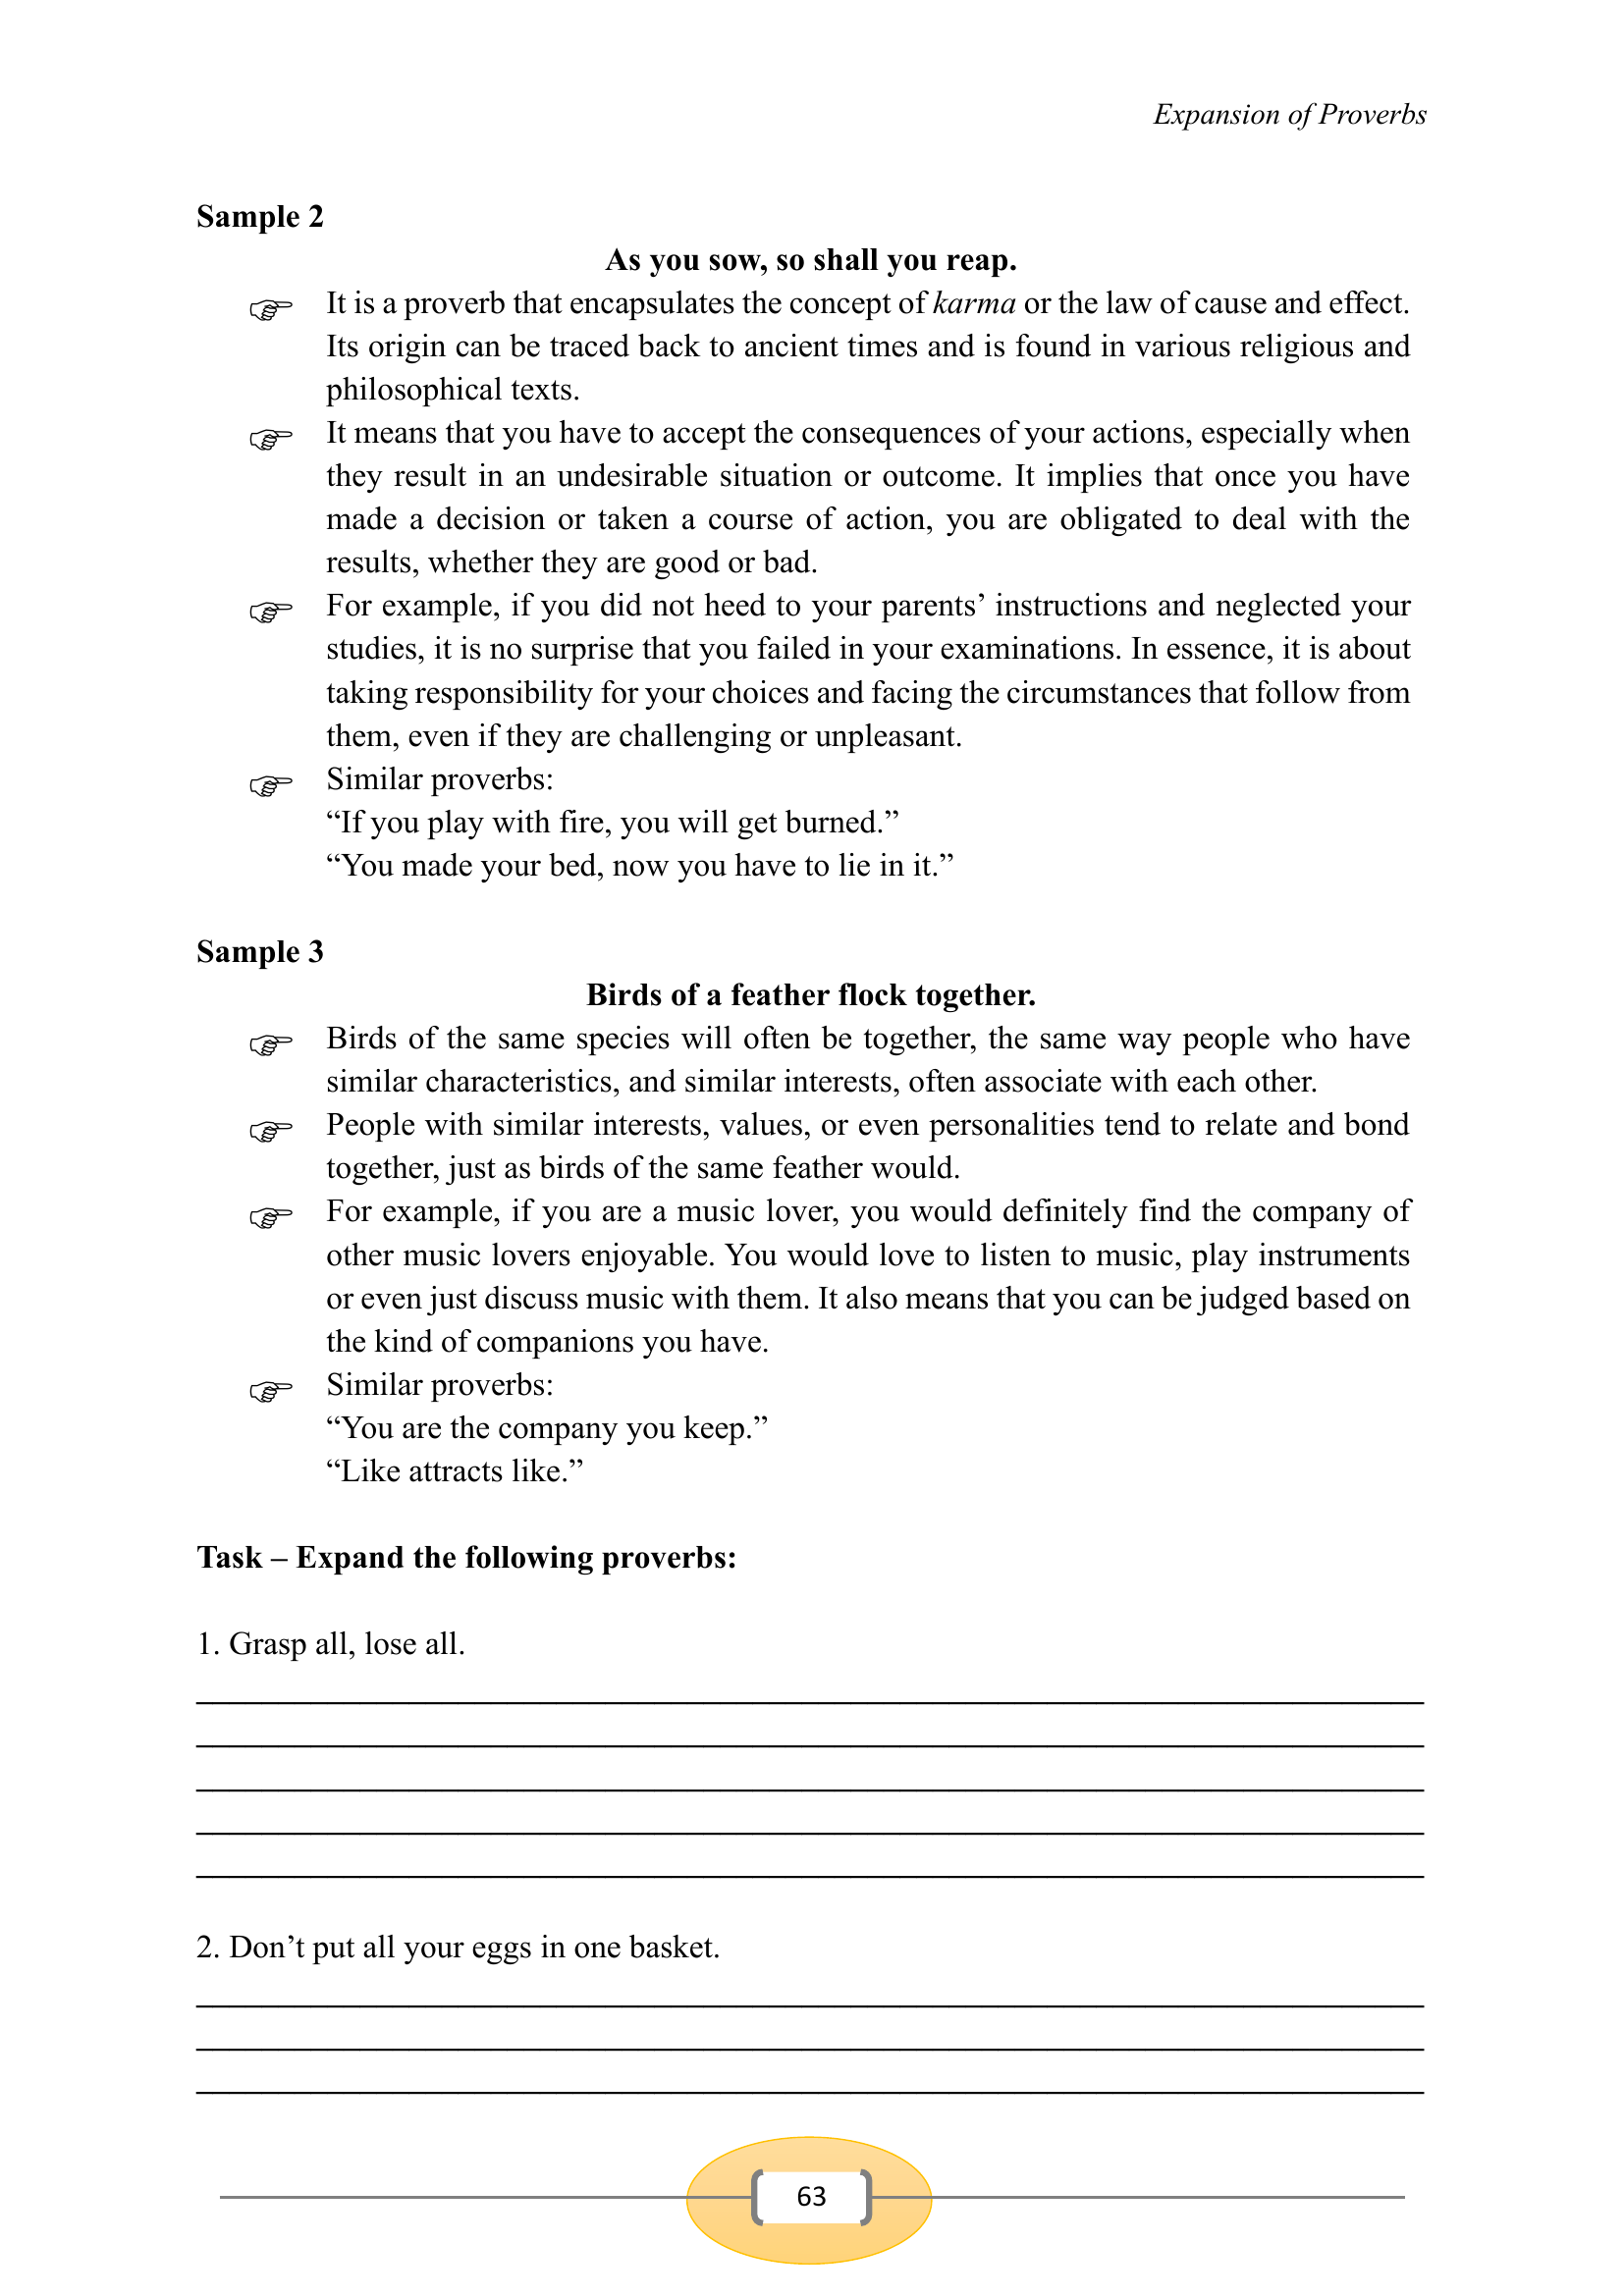 Expansion of Proverbs
Sample 2
As you sow, so shall you reap.
It is a proverb that encapsulates the concept of karma or the law of cause and effect.
Its origin can be traced back to ancient times and is found in various religious and
philosophical texts.
It means that you have to accept the consequences of your actions, especially when
they result in an undesirable situation or outcome. It implies that once you have
made a decision or taken a course of action, you are obligated to deal with the
results, whether they are good or bad.
For example, if you did not heed to your parents’ instructions and neglected your
studies, it is no surprise that you failed in your examinations. In essence, it is about
taking responsibility for your choices and facing the circumstances that follow from
them, even if they are challenging or unpleasant.
Similar proverbs:
“If you play with fire, you will get burned.”
“You made your bed, now you have to lie in it.”
Sample 3
Birds of a feather flock together.
Birds of the same species will often be together, the same way people who have
similar characteristics, and similar interests, often associate with each other.
People with similar interests, values, or even personalities tend to relate and bond
together, just as birds of the same feather would.
For example, if you are a music lover, you would definitely find the company of
other music lovers enjoyable. You would love to listen to music, play instruments
or even just discuss music with them. It also means that you can be judged based on
the kind of companions you have.
Similar proverbs:
“You are the company you keep.”
“Like attracts like.”
Task – Expand the following proverbs:
1. Grasp all, lose all.
2. Don’t put all your eggs in one basket.
63